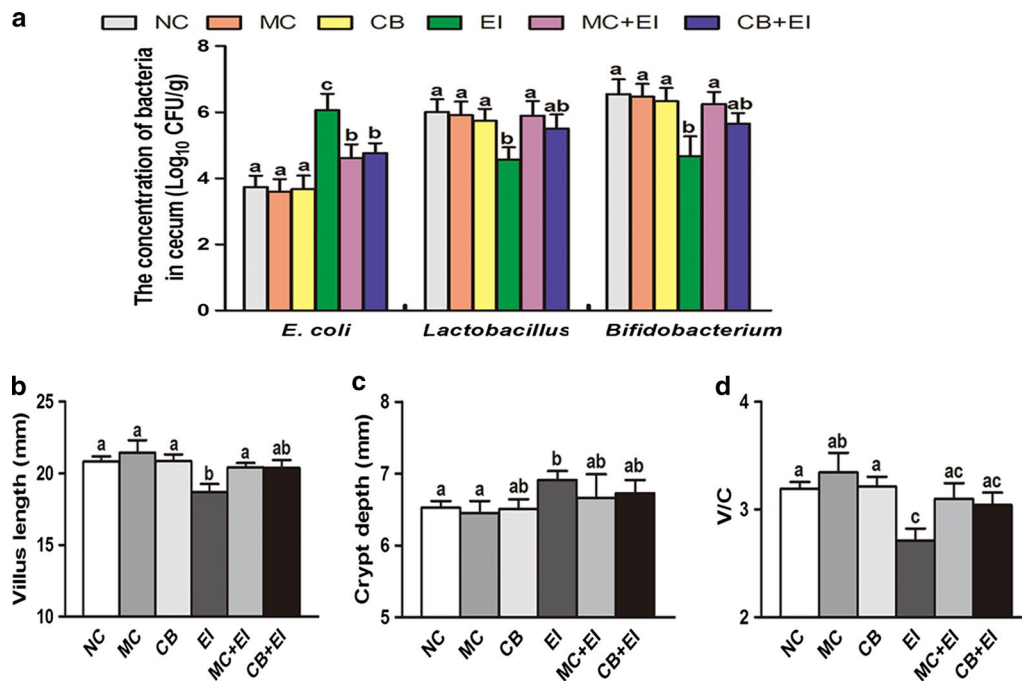 a
NC MC CB EI MC+EI CB+EI
The concentration of bacteria
in cecum (Log10 CFU/g)
8
6
4
2
0
a a a c b b
a a a b a ab
a a a b a ab
E. coli Lactobacillus Bifidobacterium
b
Villus length (mm)
25
20
15
10
a a a b a ab
NC MC CB EI MC+EI CB+EI
c
Crypt depth (mm)
8
7
6
5
a a ab b ab ab
NC MC CB EI MC+EI CB+EI
d
V/C
4
3
2
a ab a c ac ac
NC MC CB EI MC+EI CB+EI